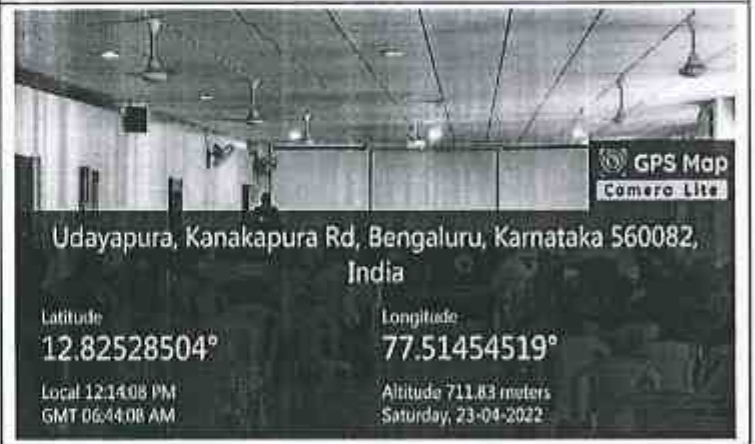 GPS Map
Camera Lite
Udayapura, Kanakapura Rd, Bengaluru, Karnataka 560082,
India
Latitude
12.82528504°
Longitude
77.51454519°
Local 12:14:08 PM
GMT 06:44:08 AM
Altitude 711.83 meters
Saturday, 23-04-2022